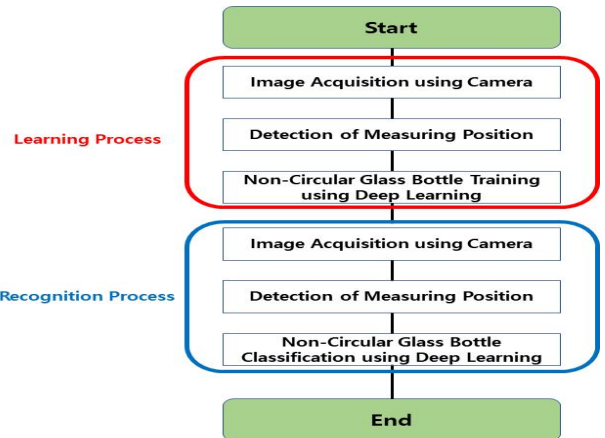 Start
Image Acquisition using Camera
Learning Process
Detection of Measuring Position
Non-Circular Glass Bottle Training
using Deep Learning
Image Acquisition using Camera
Recognition Process
Detection of Measuring Position
Non-Circular Glass Bottle
Classification using Deep Learning
End